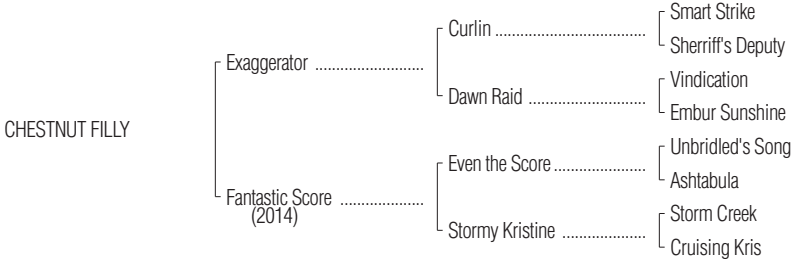 Smart Strike
Curlin ....................................
Sherriff's Deputy
Exaggerator ..........................
Vindication
Dawn Raid ............................
Embur Sunshine
CHESTNUT FILLY
Unbridled's Song
Even the Score ......................
Ashtabula
Fantastic Score ....................
(2014)
Storm Creek
Stormy Kristine ....................
Cruising Kris